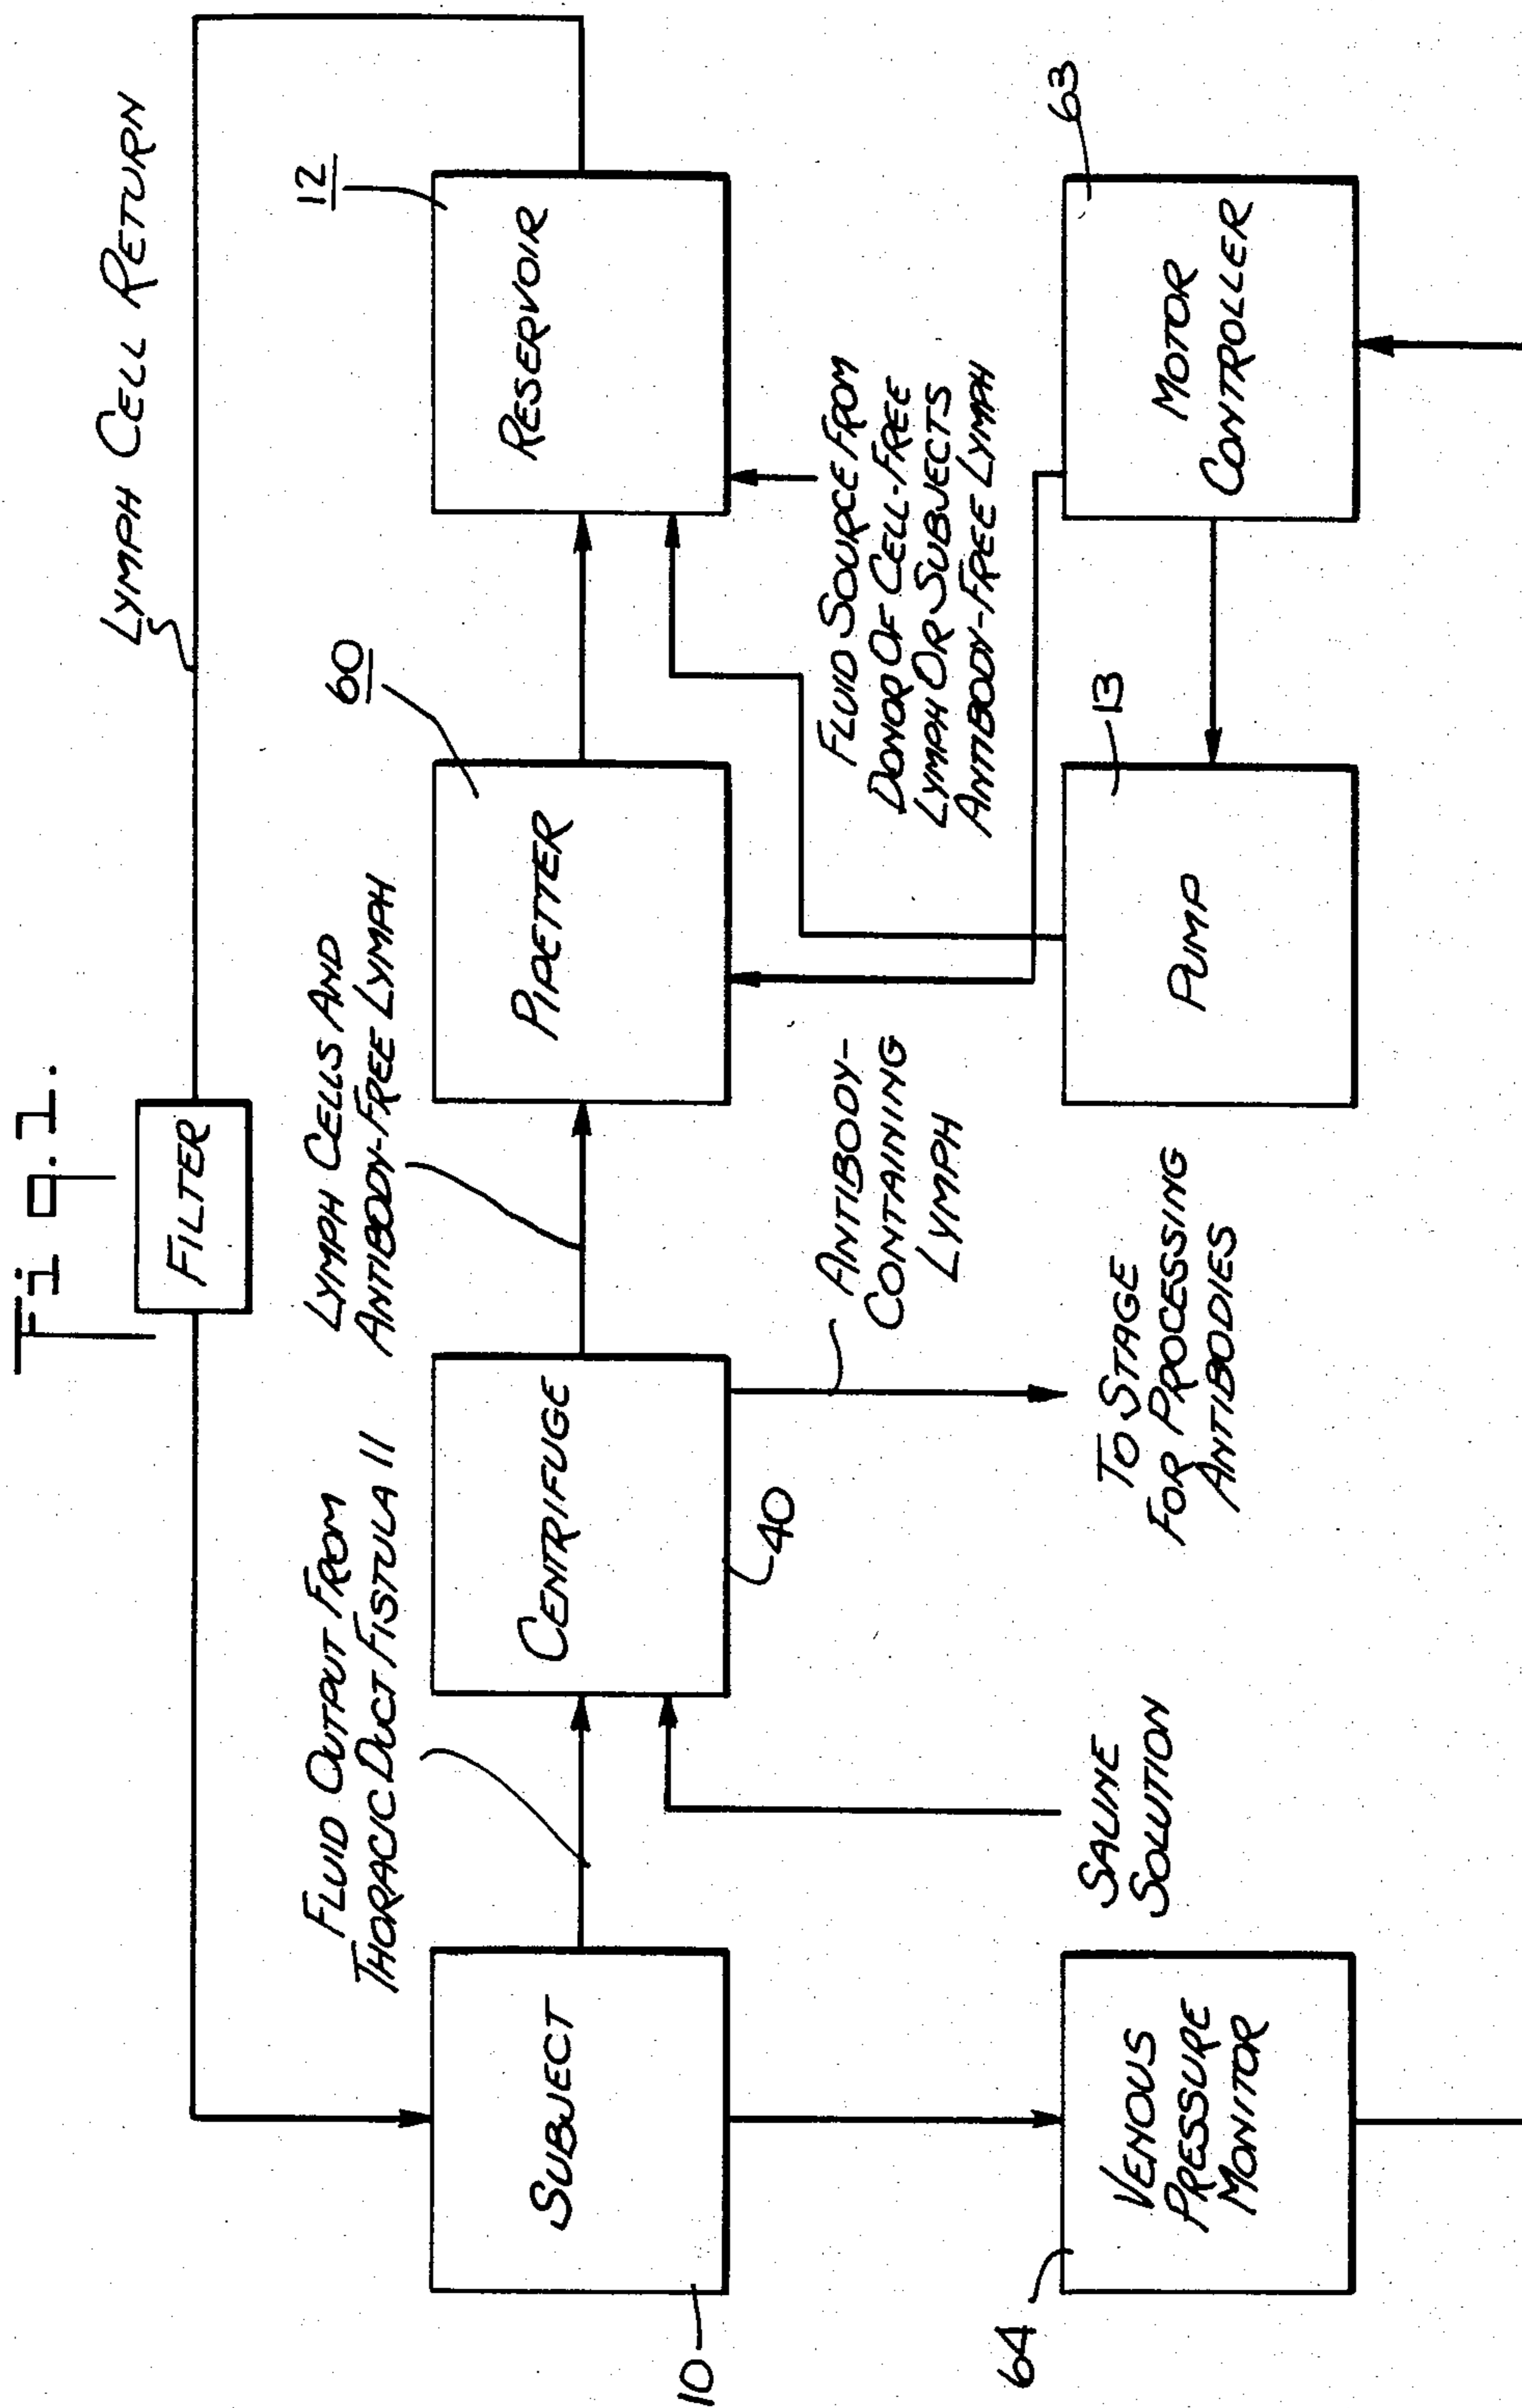 Fig. 1.
LYMPH CELL RETURN
FILTER
FLUID OUTPUT FROM
THORACIC DUCT FISTULA 11
LYMPH CELLS AND
ANTIBODY-FREE LYMPH
60
12
SUBJECT
10
CENTRIFUGE
40
PIPETTER
RESERVOIR
SALINE
SOLUTION
ANTIBODY-
CONTAINING
LYMPH
TO STAGE
FOR PROCESSING
ANTIBODIES
FLUID SOURCE FROM
DONOR OF CELL-FREE
LYMPH OR SUBJECTS
ANTIBODY-FREE LYMPH
64
VENOUS
PRESSURE
MONITOR
PUMP
13
MOTOR
CONTROLLER
63